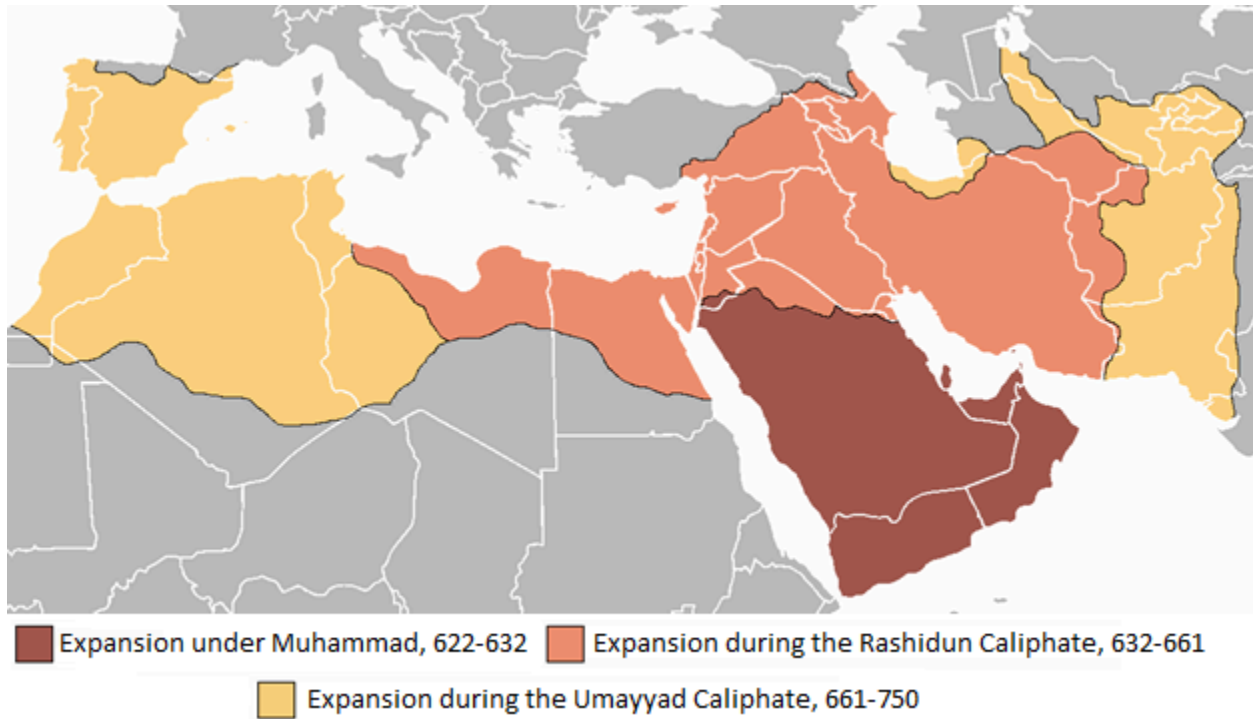 Expansion under Muhammad, 622-632 Expansion during the Rashidun Caliphate, 632-661
Expansion during the Umayyad Caliphate, 661-750